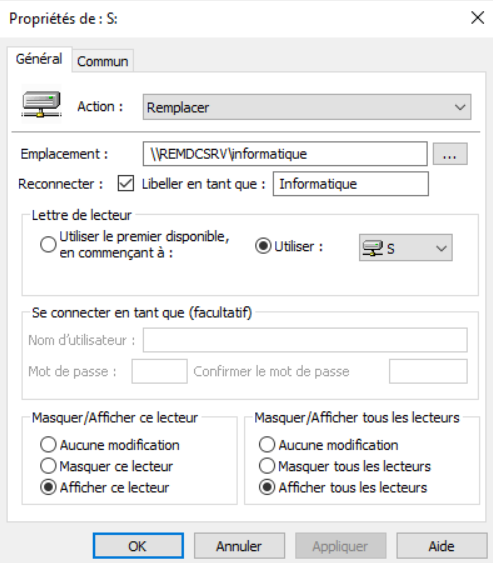 Propriétés de : S:
Général
Commun
Action :
Remplacer
Emplacement :
\\REMDCSRV\informatique
...
Reconnecter :
Libeller en tant que :
Informatique
Lettre de lecteur
Utiliser le premier disponible,
en commençant à :
Utiliser :
S
Se connecter en tant que (facultatif)
Nom d'utilisateur :
Mot de passe :
Confirmer le mot de passe
Masquer/Afficher ce lecteur
Aucune modification
Masquer ce lecteur
Afficher ce lecteur
Masquer/Afficher tous les lecteurs
Aucune modification
Masquer tous les lecteurs
Afficher tous les lecteurs
OK
Annuler
Appliquer
Aide